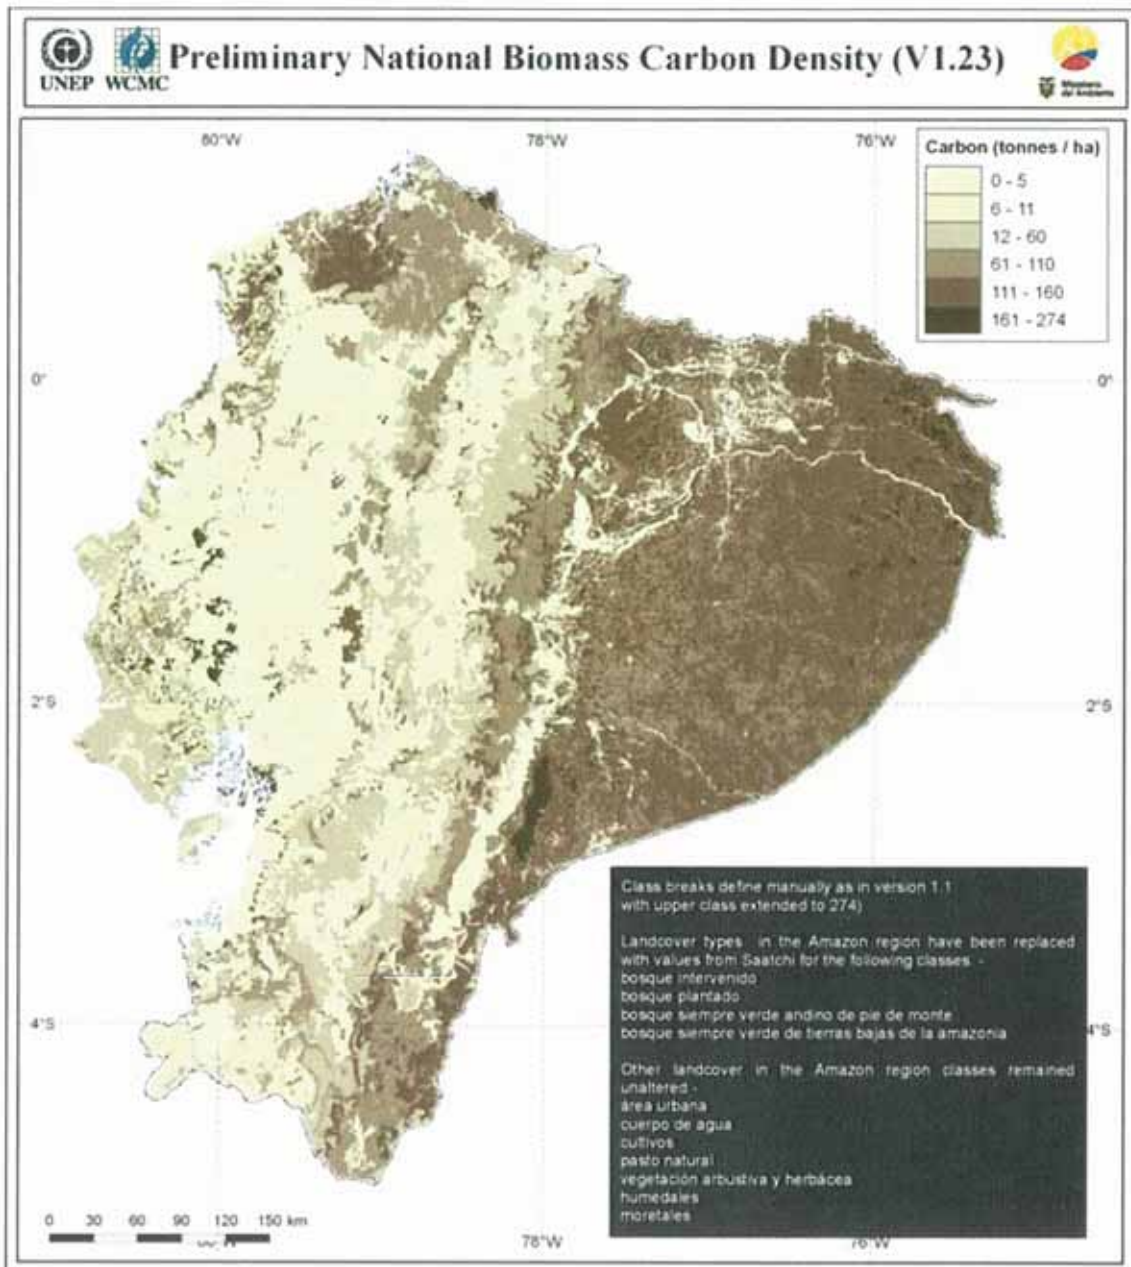 UNEP WCMC
Preliminary National Biomass Carbon Density (V1.23)
Ministerio
del Ambiente
80°W
78°W
76°W
Carbon (tonnes / ha)
0 - 5
6 - 11
12 - 60
61 - 110
111 - 160
161 - 274
0°
0°
2°S
2°S
4°S
4°S
Class breaks define manually as in version 1.1
with upper class extended to 274)
Landcover types in the Amazon region have been replaced
with values from Saatchi for the following classes -
bosque intervenido
bosque plantado
bosque siempre verde andino de pie de monte
bosque siempre verde de tierras bajas de la amazonia
Other landcover in the Amazon region classes remained
unaltered -
área urbana
cuerpo de agua
cultivos
pasto natural
vegetación arbustiva y herbácea
humedales
moretales
0 30 60 90 120 150 km
80°W
78°W
76°W